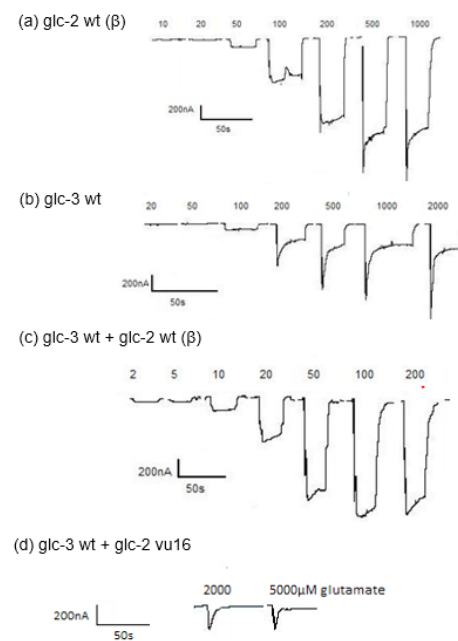 (a) glc-2 wt (β)
10 20 50 100 200 500 1000
200nA
50s
(b) glc-3 wt
20 50 100 200 500 1000 2000
200nA
50s
(c) glc-3 wt + glc-2 wt (β)
2 5 10 20 50 100 200
200nA
50s
(d) glc-3 wt + glc-2 vu16
2000 5000μM glutamate
200nA
50s